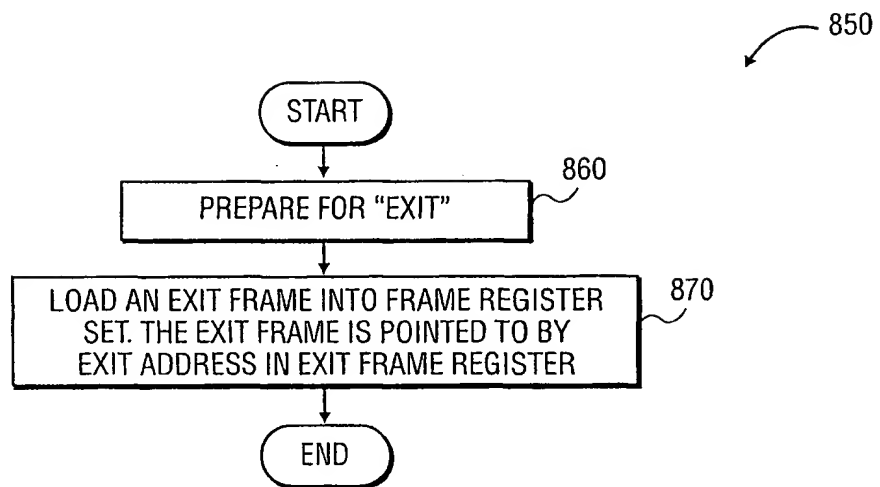 850
START
860
PREPARE FOR "EXIT"
870
LOAD AN EXIT FRAME INTO FRAME REGISTER
SET. THE EXIT FRAME IS POINTED TO BY
EXIT ADDRESS IN EXIT FRAME REGISTER
END